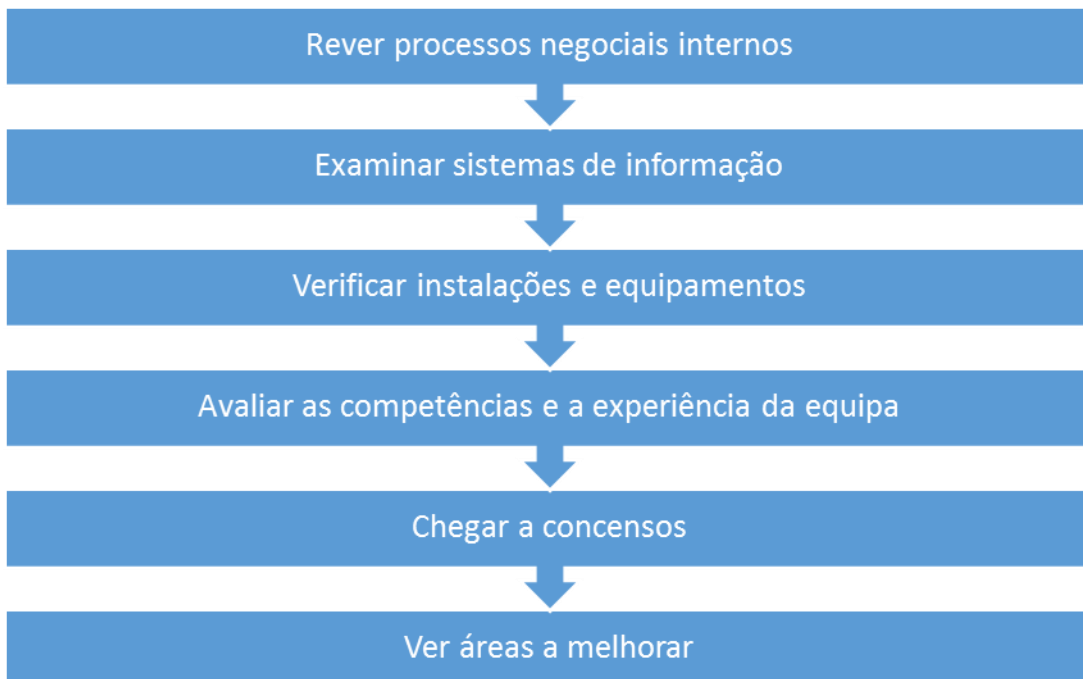 Rever processos negociais internos
Examinar sistemas de informação
Verificar instalações e equipamentos
Avaliar as competências e a experiência da equipa
Chegar a concensos
Ver áreas a melhorar